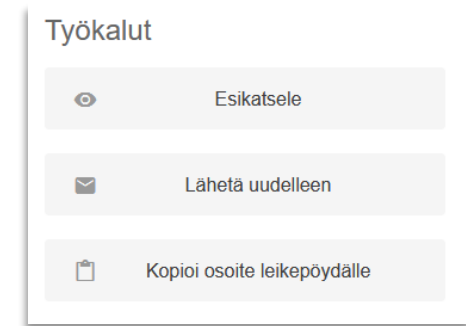 Työkalut
Esikatsele
Lähetä uudelleen
Kopioi osoite leikepöydälle